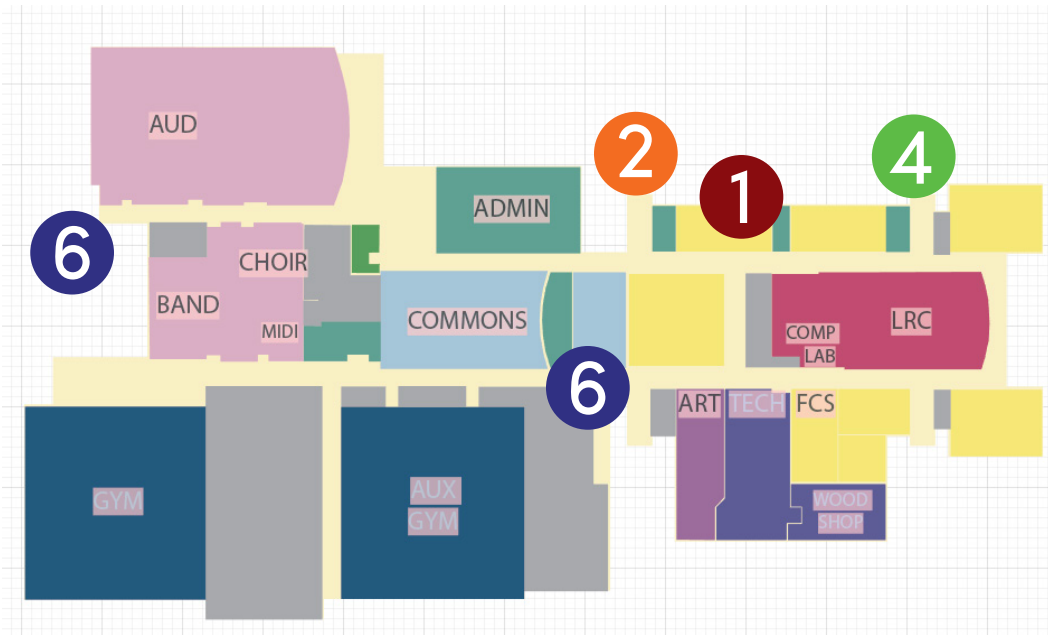 AUD
2
1
4
ADMIN
6
CHOIR
BAND
MIDI
COMMONS
COMP
LAB
LRC
6
ART
TECH
FCS
GYM
AUX
GYM
WOOD
SHOP